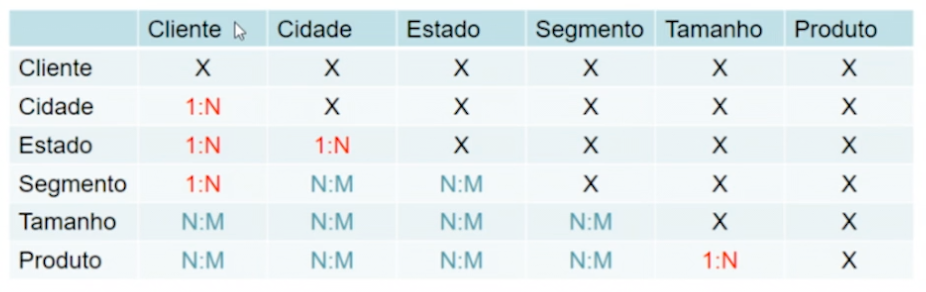 Cliente Cidade Estado Segmento Tamanho Produto
Cliente X X X X X X
Cidade 1:N X X X X X
Estado 1:N 1:N X X X X
Segmento 1:N N:M N:M X X X
Tamanho N:M N:M N:M N:M X X
Produto N:M N:M N:M N:M 1:N X